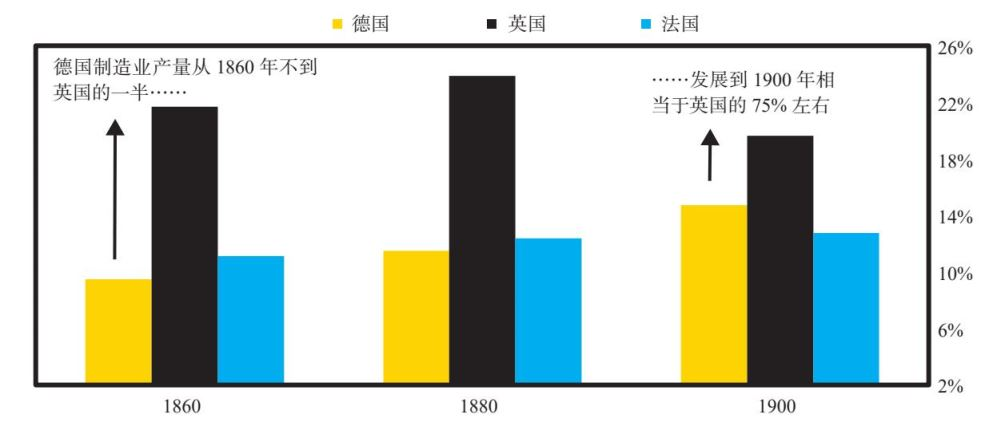 德国 英国 法国
德国制造业产量从 1860 年不到
英国的一半……
……发展到 1900 年相
当于英国的 75% 左右
26%
22%
18%
14%
10%
6%
2%
1860 1880 1900